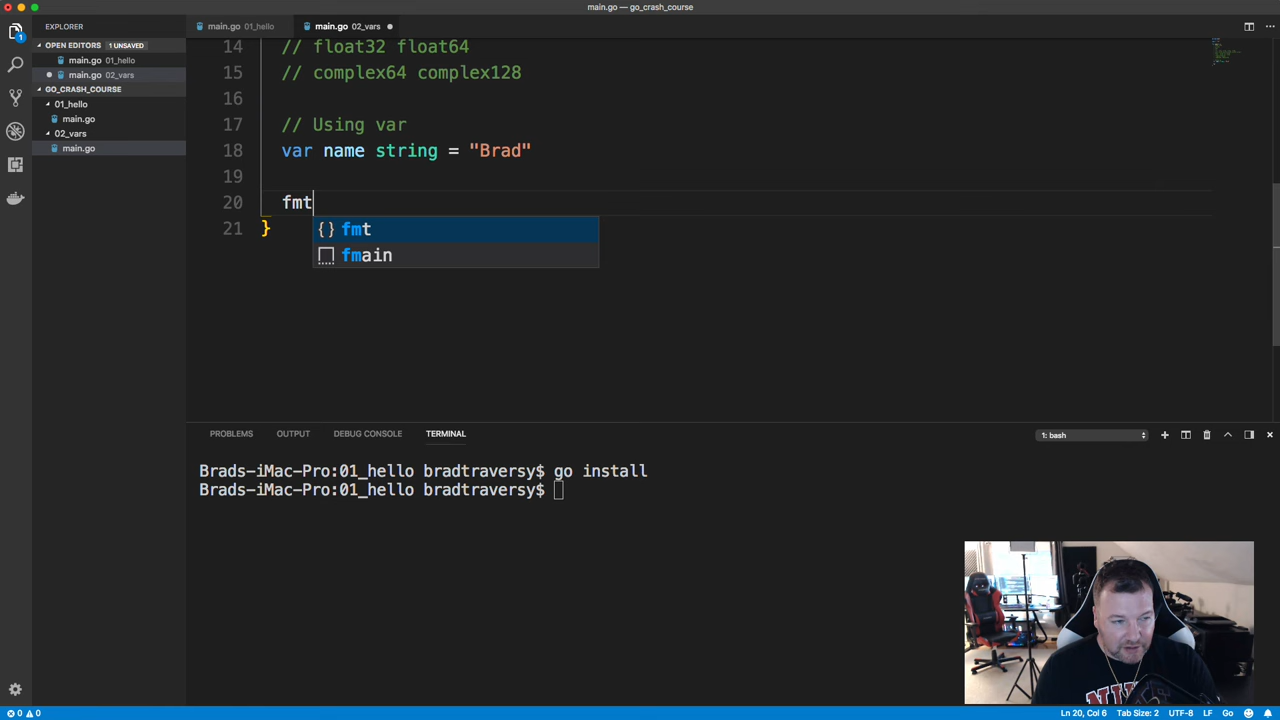 main.go — go_crash_course
EXPLORER
OPEN EDITORS 1 UNSAVED
main.go 01_hello
main.go 02_vars
GO_CRASH_COURSE
01_hello
main.go
02_vars
main.go
1
main.go 01_hello
main.go 02_vars
14 // float32 float64
15 // complex64 complex128
16
17 // Using var
18 var name string = "Brad"
19
20 fmt
21 }
{} fmt
fmain
PROBLEMS OUTPUT DEBUG CONSOLE TERMINAL
1: bash
Brads-iMac-Pro:01_hello bradtraversy$ go install
Brads-iMac-Pro:01_hello bradtraversy$
0 0
Ln 20, Col 6 Tab Size: 2 UTF-8 LF Go